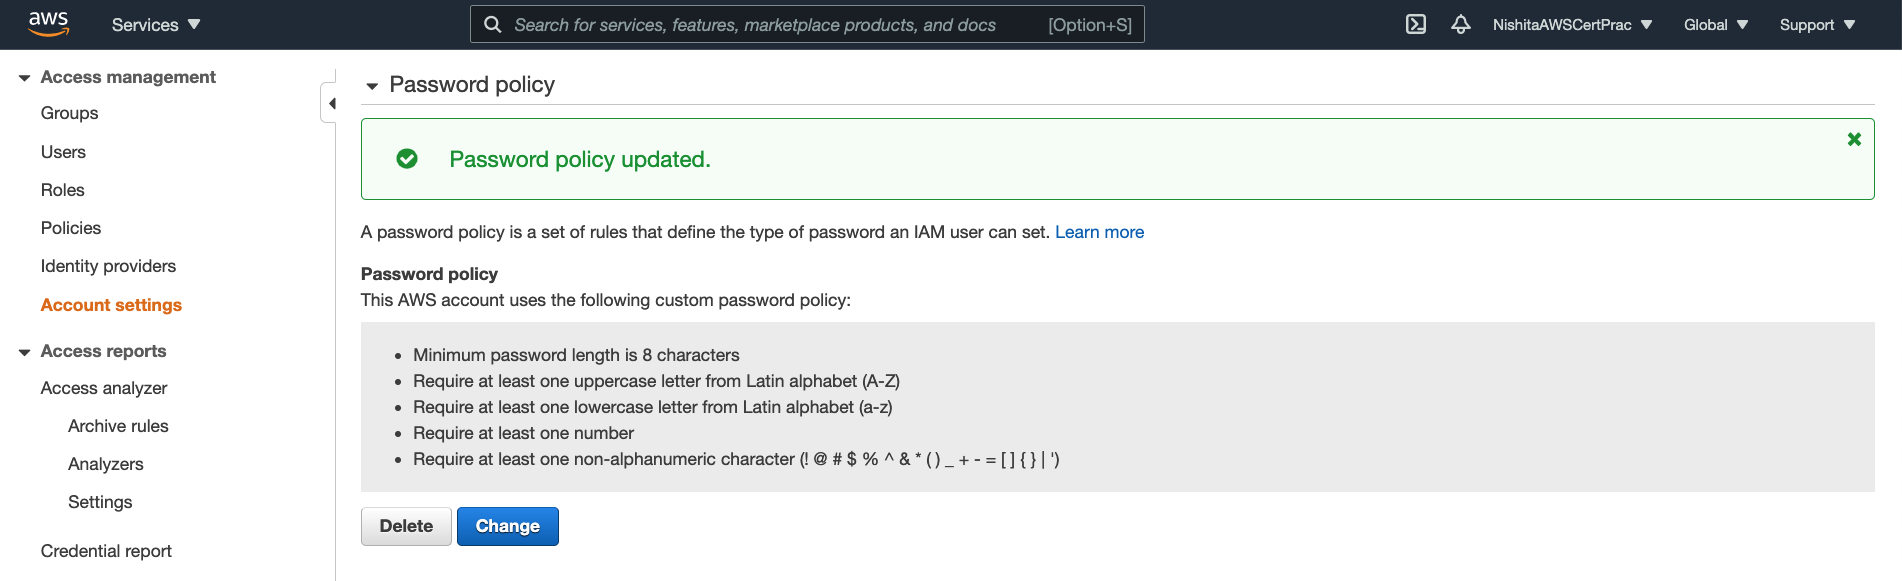 aws
Services
Search for services, features, marketplace products, and docs [Option+S]
NishitaAWSCertPrac
Global
Support
Access management
Groups
Users
Roles
Policies
Identity providers
Account settings
Access reports
Access analyzer
Archive rules
Analyzers
Settings
Credential report
Password policy
Password policy updated.
A password policy is a set of rules that define the type of password an IAM user can set. Learn more
Password policy
This AWS account uses the following custom password policy:
• Minimum password length is 8 characters
• Require at least one uppercase letter from Latin alphabet (A-Z)
• Require at least one lowercase letter from Latin alphabet (a-z)
• Require at least one number
• Require at least one non-alphanumeric character (! @ # $ % ^ & * ( ) _ + - = [ ] { } | ')
Delete
Change